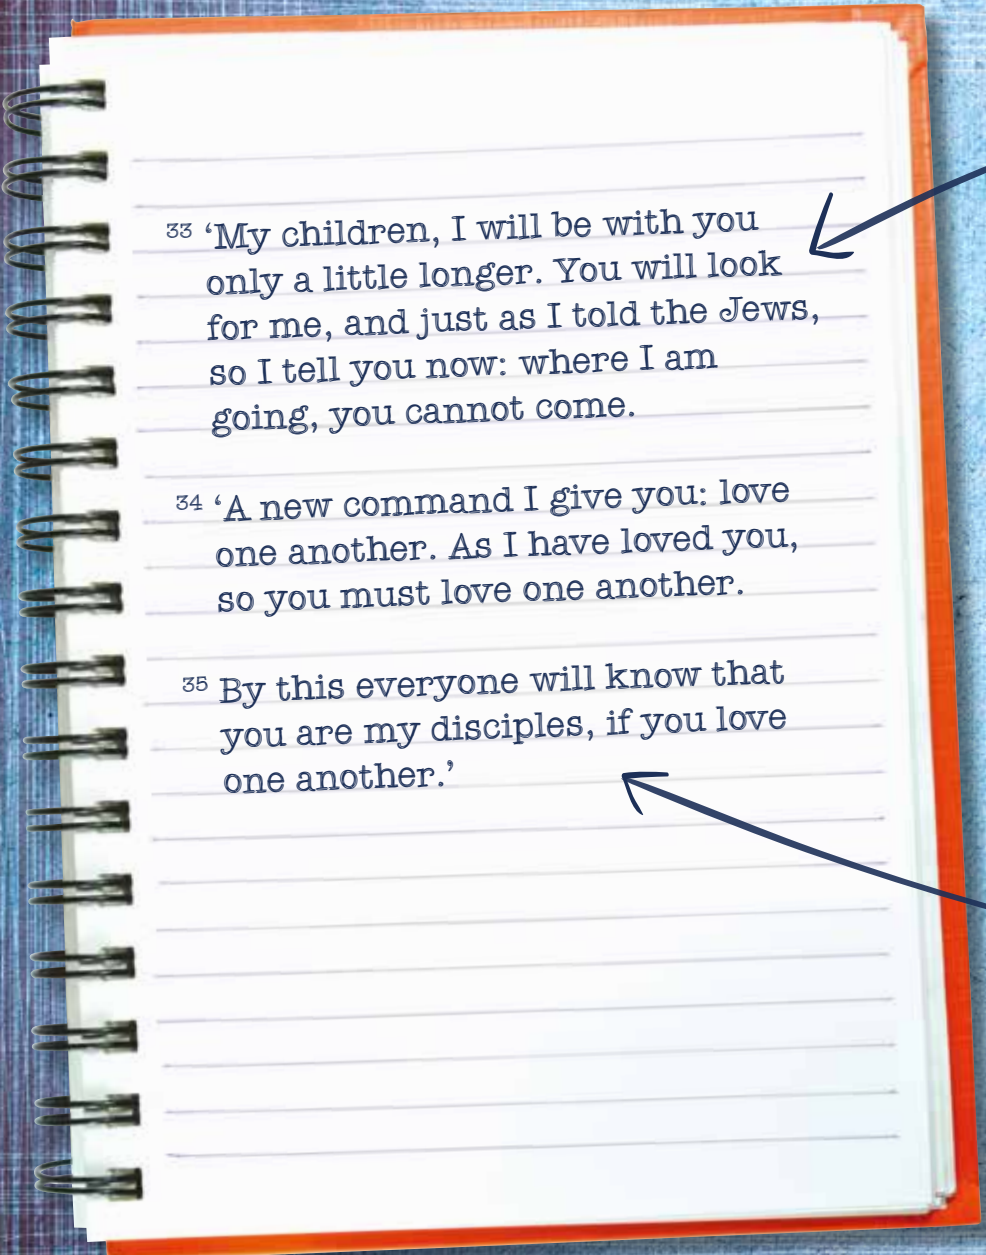 33 ‘My children, I will be with you
only a little longer. You will look
for me, and just as I told the Jews,
so I tell you now: where I am
going, you cannot come.
34 ‘A new command I give you: love
one another. As I have loved you,
so you must love one another.
35 By this everyone will know that
you are my disciples, if you love
one another.’